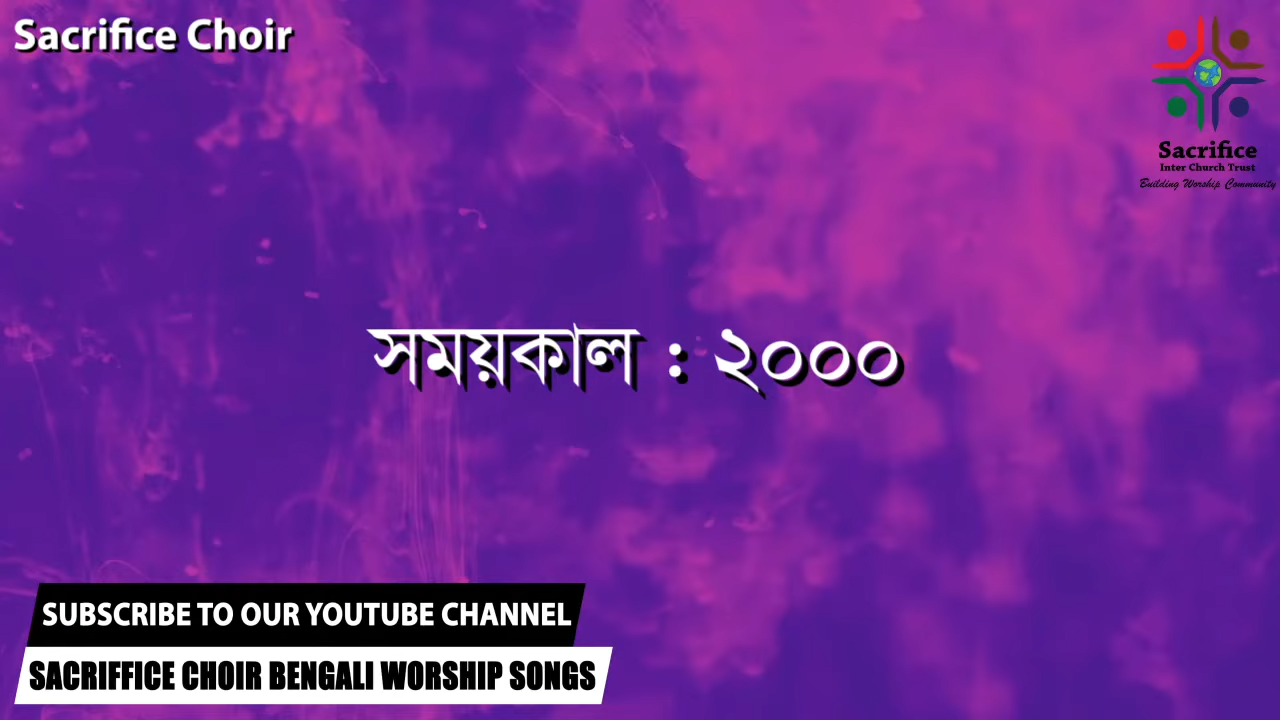 Sacrifice Choir
Sacrifice
Inter Church Trust
Building Worship Community
সময়কাল : ২০০০
SUBSCRIBE TO OUR YOUTUBE CHANNEL
SACRIFFICE CHOIR BENGALI WORSHIP SONGS